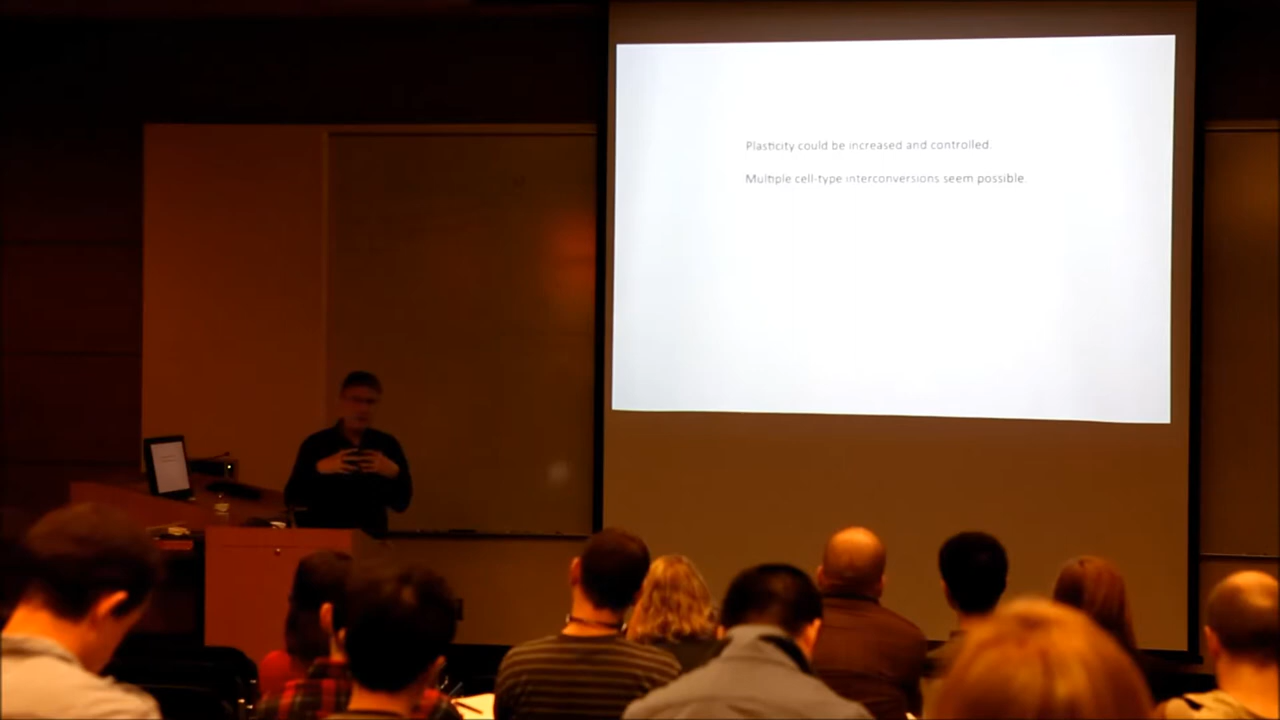 Plasticity could be increased and controlled.
Multiple cell-type interconversions seem possible.